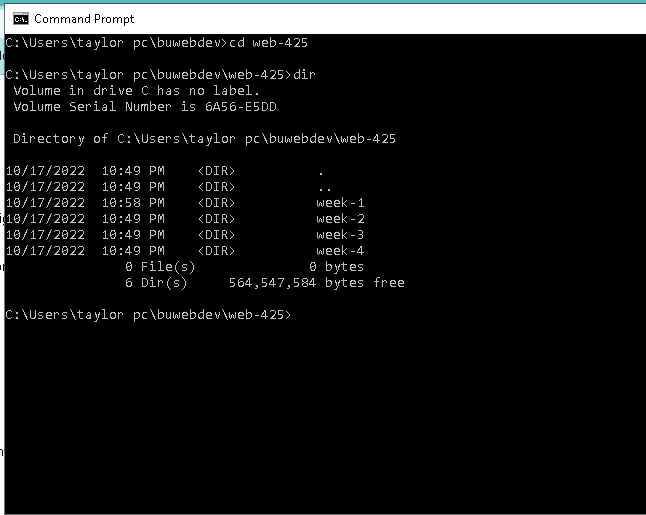 Command Prompt
C:\Users\taylor pc\buwebdev>cd web-425
C:\Users\taylor pc\buwebdev\web-425>dir
 Volume in drive C has no label.
 Volume Serial Number is 6A56-E5DD
 Directory of C:\Users\taylor pc\buwebdev\web-425
10/17/2022  10:49 PM    <DIR>          .
10/17/2022  10:49 PM    <DIR>          ..
10/17/2022  10:58 PM    <DIR>          week-1
10/17/2022  10:49 PM    <DIR>          week-2
10/17/2022  10:49 PM    <DIR>          week-3
10/17/2022  10:49 PM    <DIR>          week-4
               0 File(s)              0 bytes
               6 Dir(s)     564,547,584 bytes free
C:\Users\taylor pc\buwebdev\web-425>